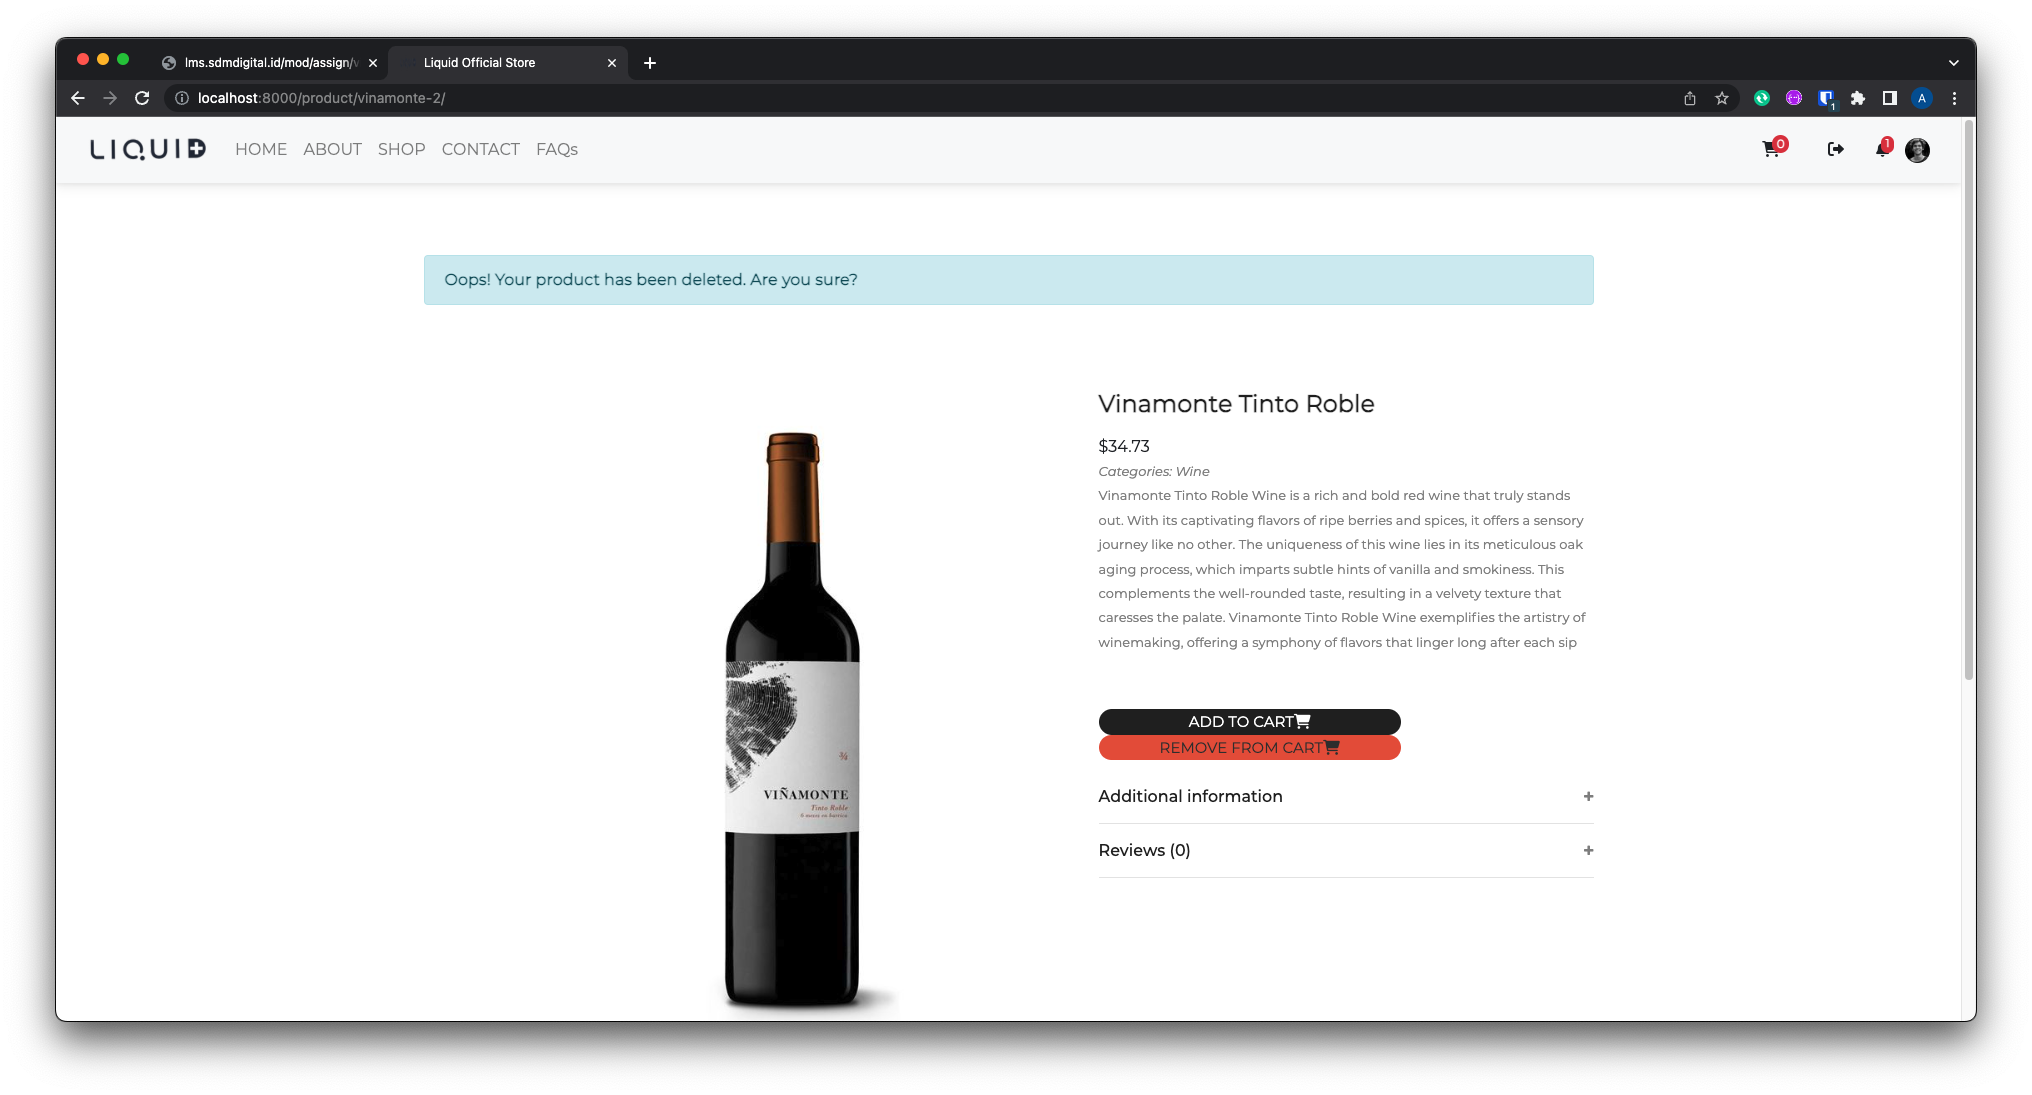 lms.sdmdigital.id/mod/assign/v
Liquid Official Store
localhost:8000/product/vinamonte-2/
1
A
LIQUID HOME ABOUT SHOP CONTACT FAQs 0 1
Oops! Your product has been deleted. Are you sure?
Vinamonte Tinto Roble
$34.73
Categories: Wine
Vinamonte Tinto Roble Wine is a rich and bold red wine that truly stands
out. With its captivating flavors of ripe berries and spices, it offers a sensory
journey like no other. The uniqueness of this wine lies in its meticulous oak
aging process, which imparts subtle hints of vanilla and smokiness. This
complements the well-rounded taste, resulting in a velvety texture that
caresses the palate. Vinamonte Tinto Roble Wine exemplifies the artistry of
winemaking, offering a symphony of flavors that linger long after each sip
ADD TO CART
REMOVE FROM CART
Additional information +
Reviews (0) +
VIÑAMONTE
Tinto Roble
6 meses en barrica